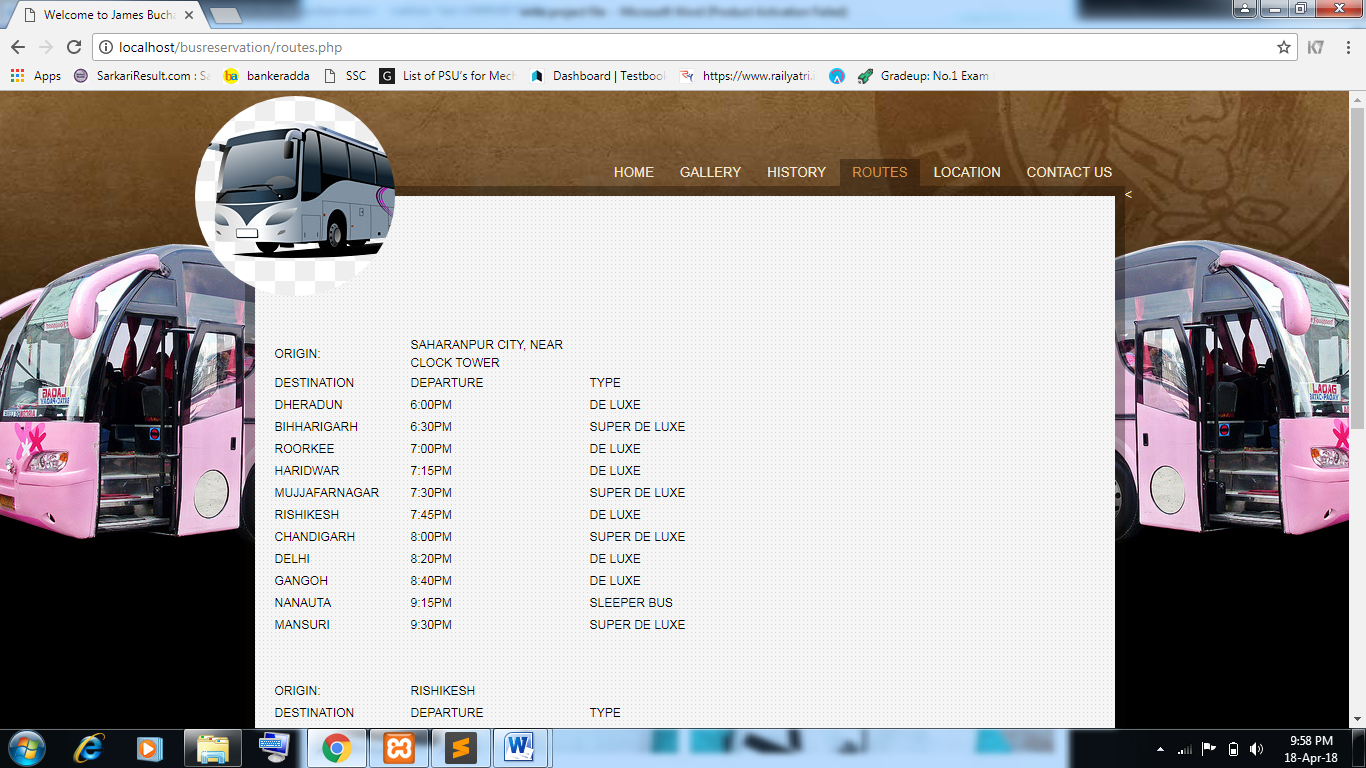 Welcome to James Bucha
localhost/busreservation/routes.php
Apps SarkariResult.com : Sa bankeradda SSC List of PSU's for Mech Dashboard | Testboo https://www.railyatri.i Gradeup: No.1 Exam
HOME GALLERY HISTORY ROUTES LOCATION CONTACT US
<
ORIGIN: SAHARANPUR CITY, NEAR
CLOCK TOWER
DESTINATION DEPARTURE TYPE
DHERADUN 6:00PM DE LUXE
BIHHARIGARH 6:30PM SUPER DE LUXE
ROORKEE 7:00PM DE LUXE
HARIDWAR 7:15PM DE LUXE
MUJJAFARNAGAR 7:30PM SUPER DE LUXE
RISHIKESH 7:45PM DE LUXE
CHANDIGARH 8:00PM SUPER DE LUXE
DELHI 8:20PM DE LUXE
GANGOH 8:40PM DE LUXE
NANAUTA 9:15PM SLEEPER BUS
MANSURI 9:30PM SUPER DE LUXE
ORIGIN: RISHIKESH
DESTINATION DEPARTURE TYPE
9:58 PM
18-Apr-18